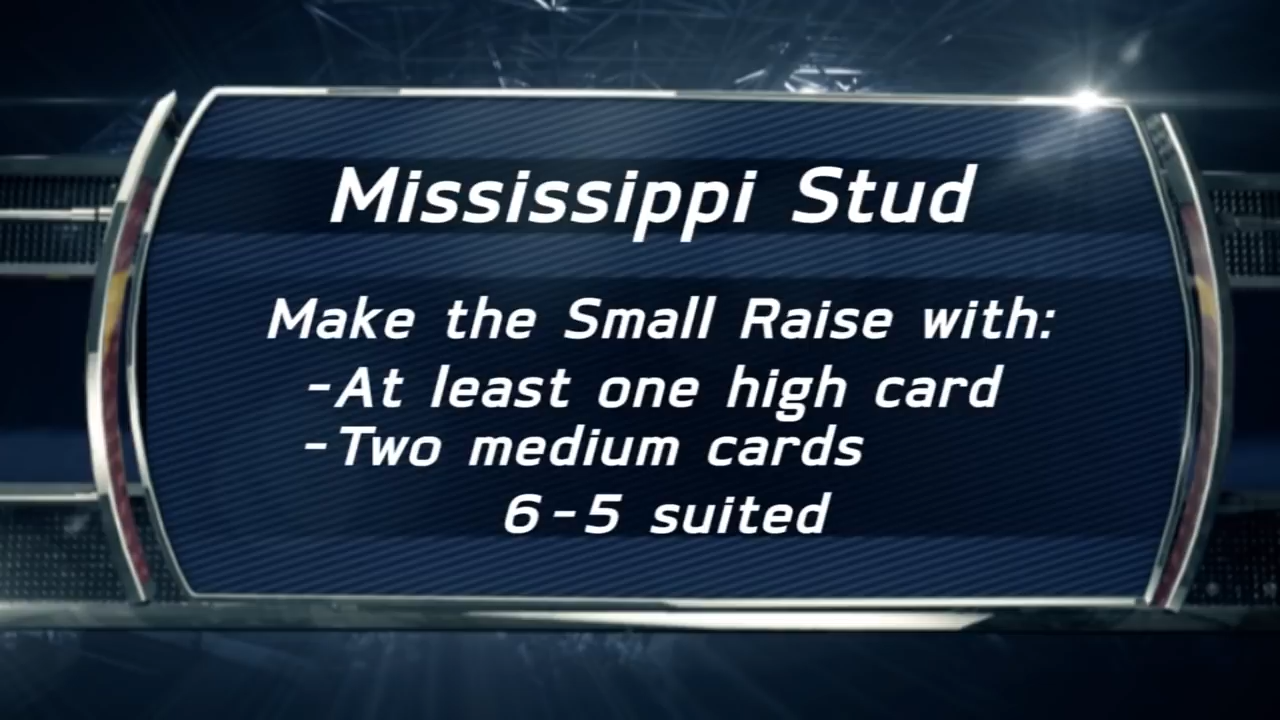 Mississippi Stud
Make the Small Raise with:
-At least one high card
-Two medium cards
6-5 suited